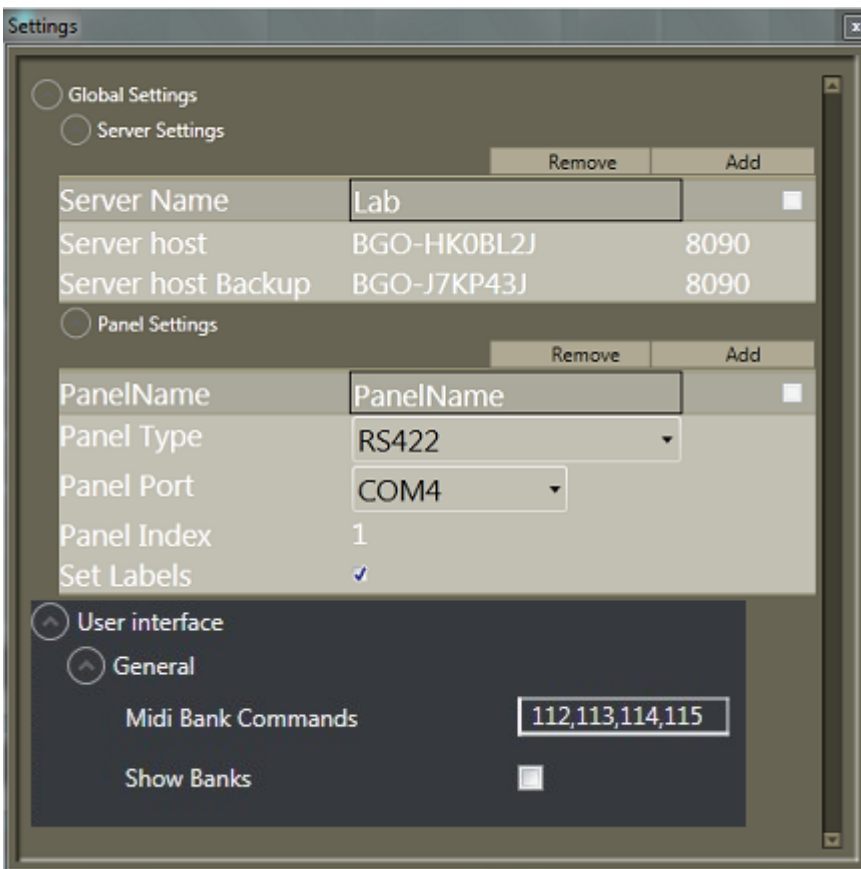 Settings
Global Settings
Server Settings
Remove Add
Server Name Lab
Server host BGO-HK0BL2J 8090
Server host Backup BGO-J7KP43J 8090
Panel Settings
Remove Add
PanelName PanelName
Panel Type RS422
Panel Port COM4
Panel Index 1
Set Labels
User interface
General
Midi Bank Commands 112,113,114,115
Show Banks